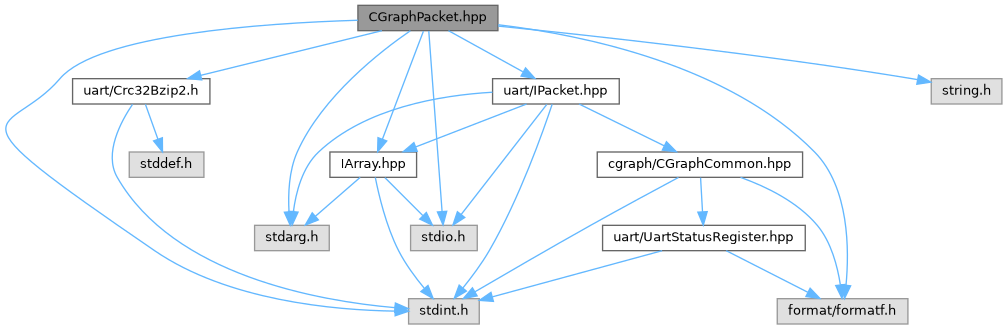 CGraphPacket.hpp
uart/Crc32Bzip2.h
uart/IPacket.hpp
string.h
stddef.h
IArray.hpp
cgraph/CGraphCommon.hpp
stdarg.h
stdio.h
uart/UartStatusRegister.hpp
stdint.h
format/formatf.h